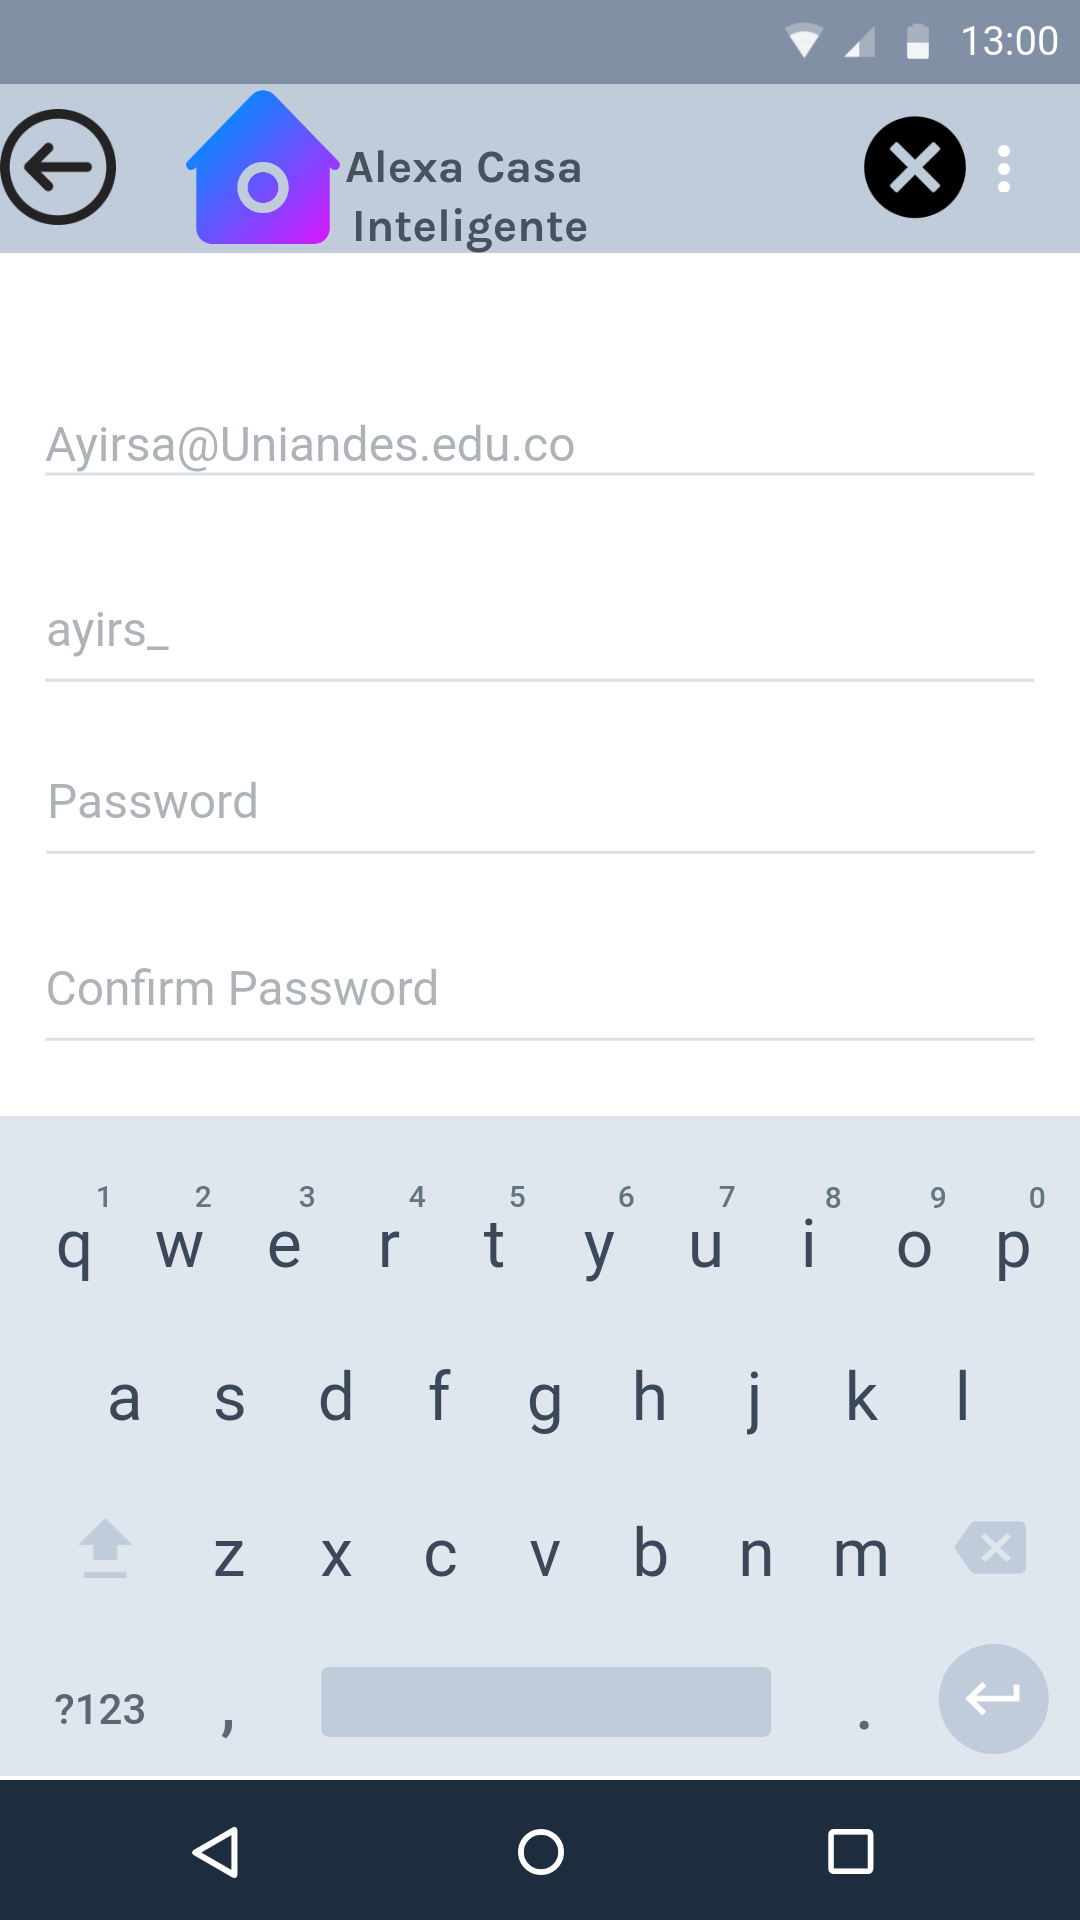 13:00
Alexa Casa
Inteligente
Ayirsa@Uniandes.edu.co
ayirs_
Password
Confirm Password
1 2 3 4 5 6 7 8 9 0
q w e r t y u i o p
a s d f g h j k l
z x c v b n m
?123 , .